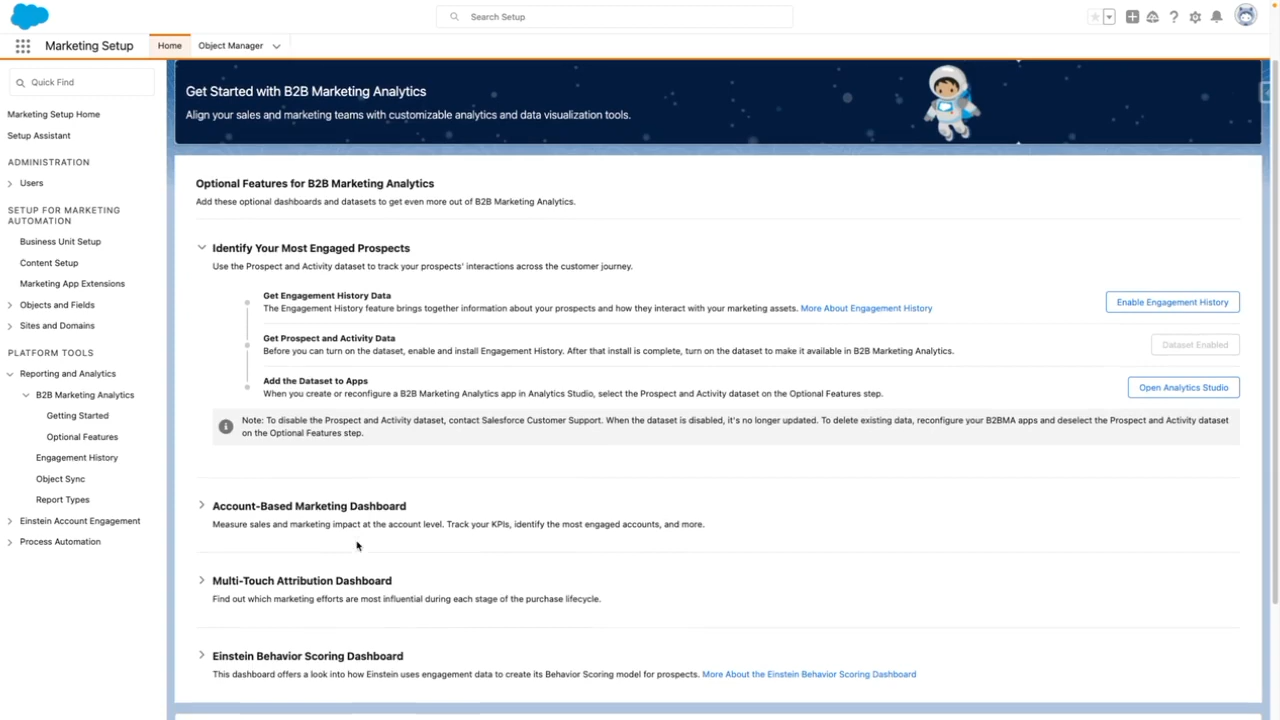 Search Setup
Marketing Setup
Home
Object Manager
Quick Find
Marketing Setup Home
Setup Assistant
ADMINISTRATION
Users
SETUP FOR MARKETING
AUTOMATION
Business Unit Setup
Content Setup
Marketing App Extensions
Objects and Fields
Sites and Domains
PLATFORM TOOLS
Reporting and Analytics
B2B Marketing Analytics
Getting Started
Optional Features
Engagement History
Object Sync
Report Types
Einstein Account Engagement
Process Automation
Get Started with B2B Marketing Analytics
Align your sales and marketing teams with customizable analytics and data visualization tools.
Optional Features for B2B Marketing Analytics
Add these optional dashboards and datasets to get even more out of B2B Marketing Analytics.
Identify Your Most Engaged Prospects
Use the Prospect and Activity dataset to track your prospects' interactions across the customer journey.
Get Engagement History Data
The Engagement History feature brings together information about your prospects and how they interact with your marketing assets. More About Engagement History
Enable Engagement History
Get Prospect and Activity Data
Before you can turn on the dataset, enable and install Engagement History. After that install is complete, turn on the dataset to make it available in B2B Marketing Analytics.
Dataset Enabled
Add the Dataset to Apps
When you create or reconfigure a B2B Marketing Analytics app in Analytics Studio, select the Prospect and Activity dataset on the Optional Features step.
Open Analytics Studio
Note: To disable the Prospect and Activity dataset, contact Salesforce Customer Support. When the dataset is disabled, it's no longer updated. To delete existing data, reconfigure your B2BMA apps and deselect the Prospect and Activity dataset
on the Optional Features step.
Account-Based Marketing Dashboard
Measure sales and marketing impact at the account level. Track your KPIs, identify the most engaged accounts, and more.
Multi-Touch Attribution Dashboard
Find out which marketing efforts are most influential during each stage of the purchase lifecycle.
Einstein Behavior Scoring Dashboard
This dashboard offers a look into how Einstein uses engagement data to create its Behavior Scoring model for prospects. More About the Einstein Behavior Scoring Dashboard